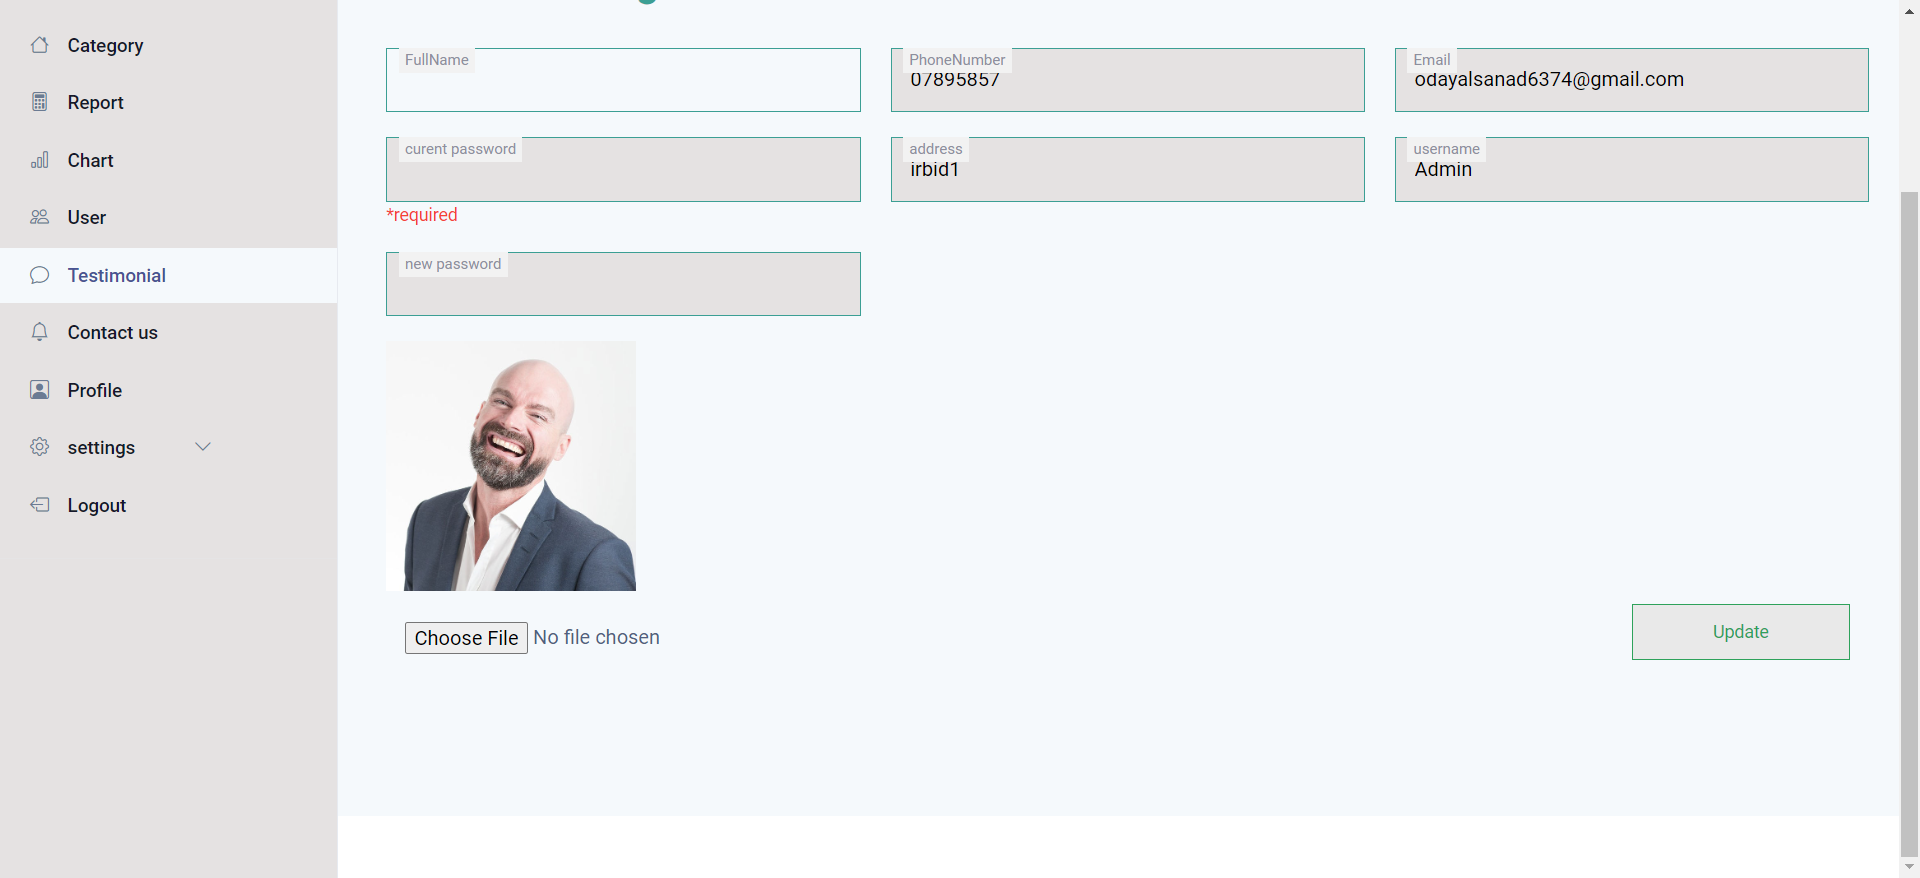 Category
Report
Chart
User
Testimonial
Contact us
Profile
settings
Logout
FullName
PhoneNumber
07895857
Email
odayalsanad6374@gmail.com
curent password
*required
address
irbid1
username
Admin
new password
Choose File No file chosen
Update